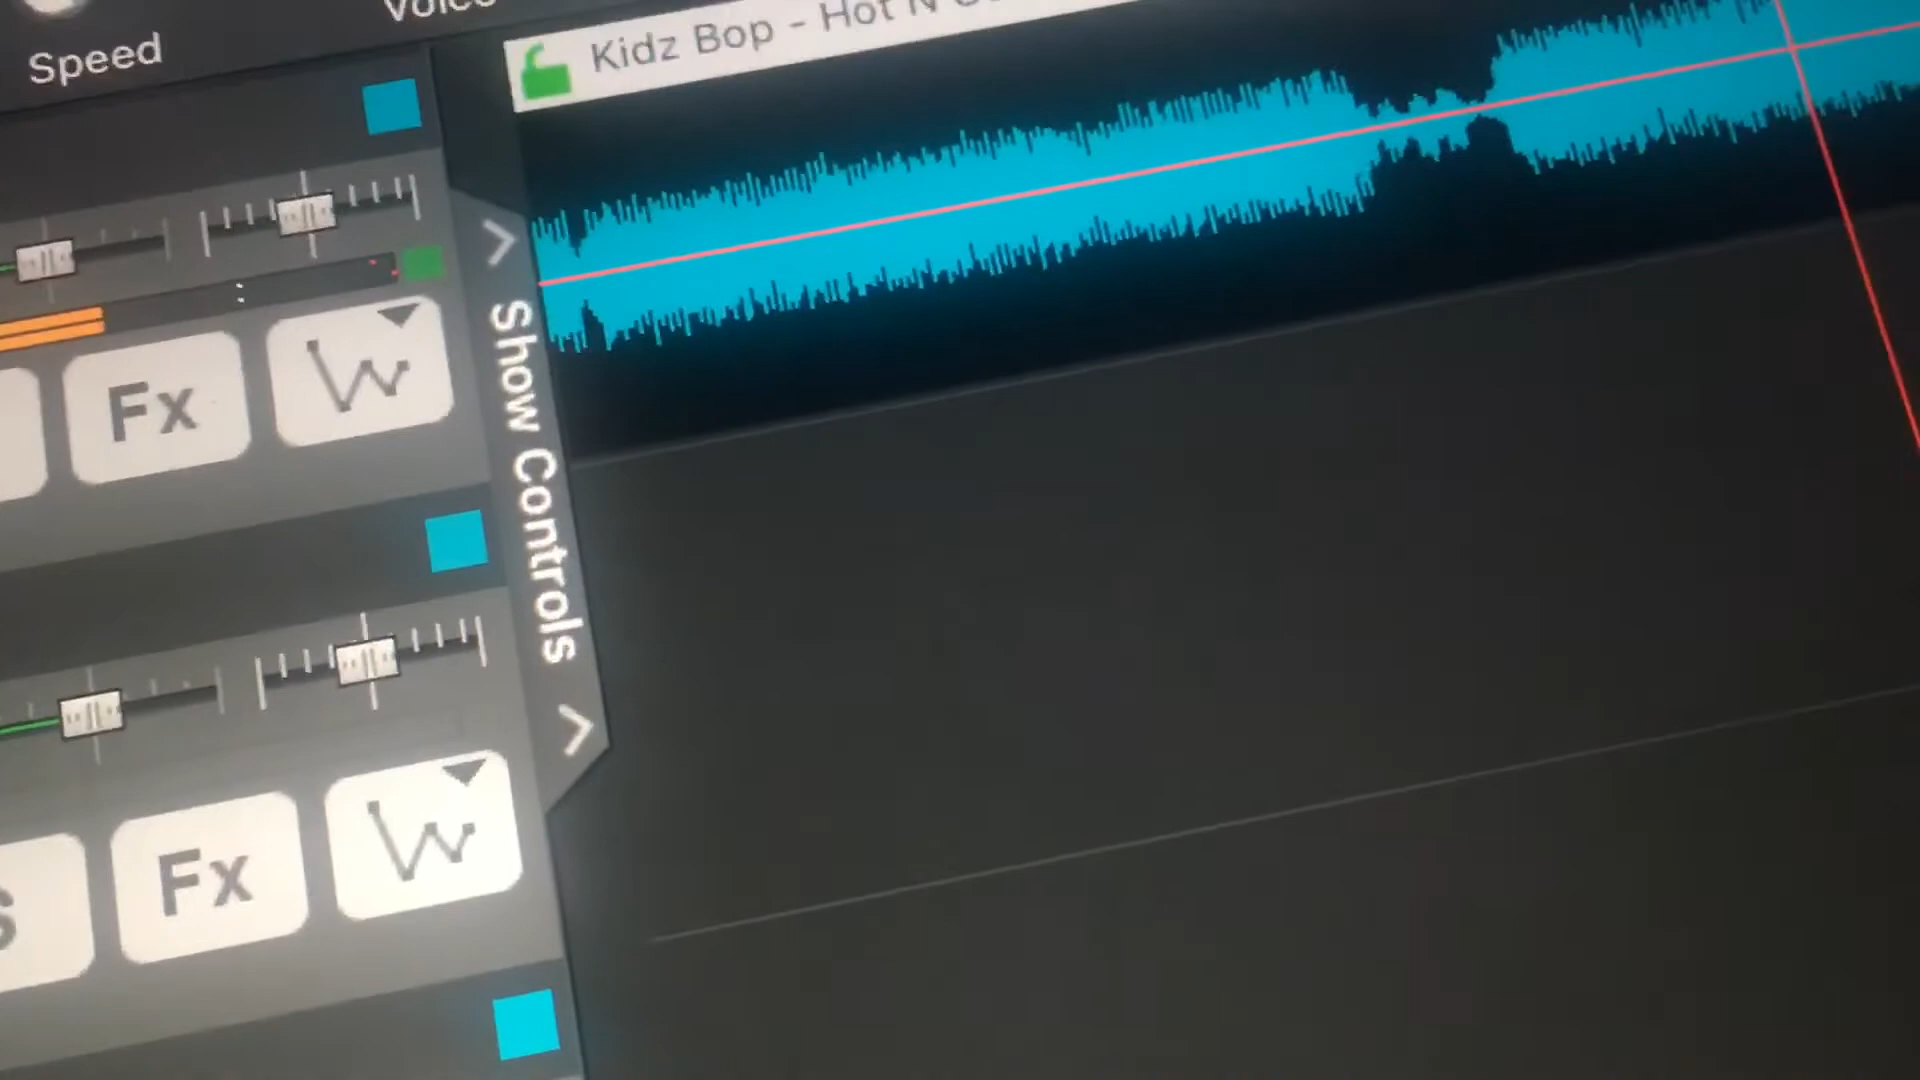 Speed
Kidz Bop - Hot N
Show Controls
Fx
S
Fx